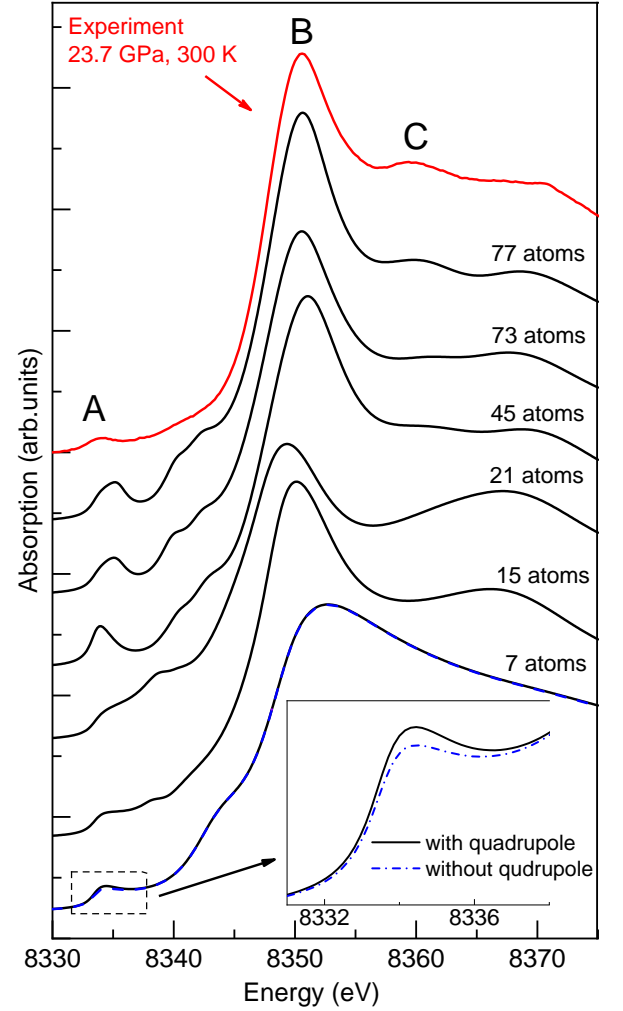 Experiment
23.7 GPa, 300 K
B
C
A
77 atoms
73 atoms
45 atoms
21 atoms
15 atoms
7 atoms
with quadrupole
without qudrupole
8332 8336
8330 8340 8350 8360 8370
Energy (eV)
Absorption (arb.units)